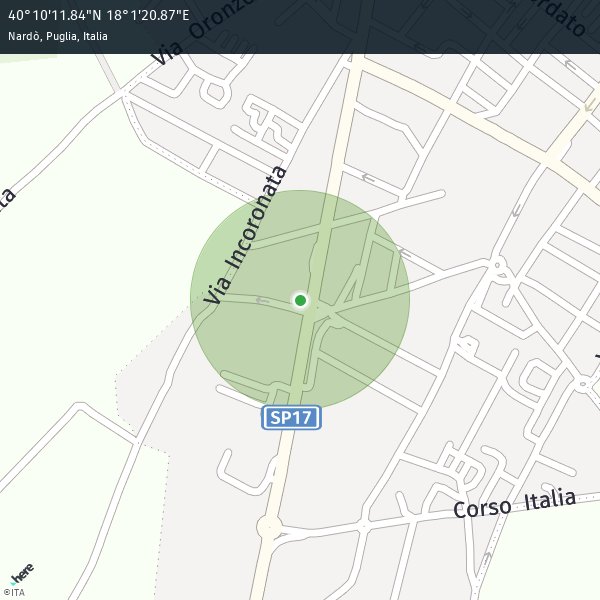 40°10'11.84"N 18°1'20.87"E
Nardò, Puglia, Italia
Via Oronzo
Via Incoronata
SP17
Corso Italia
here
©ITA